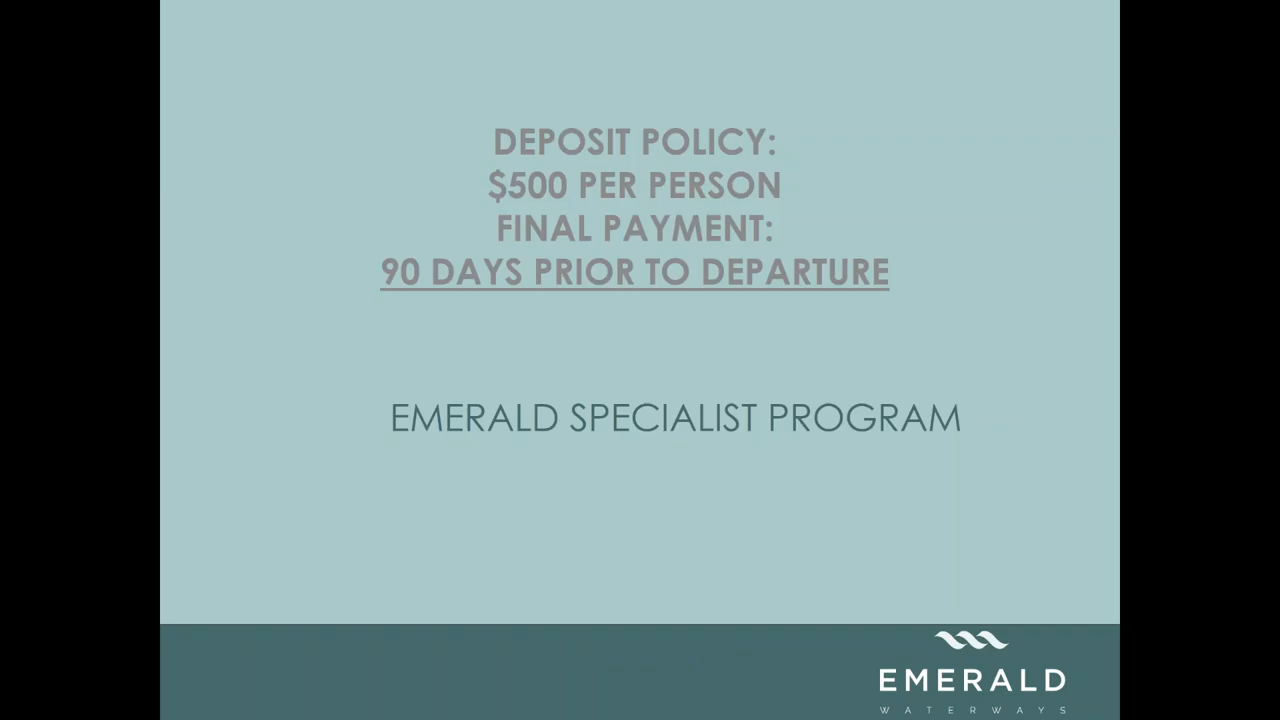 DEPOSIT POLICY:
$500 PER PERSON
FINAL PAYMENT:
90 DAYS PRIOR TO DEPARTURE
EMERALD SPECIALIST PROGRAM
EMERALD
WATERWAYS